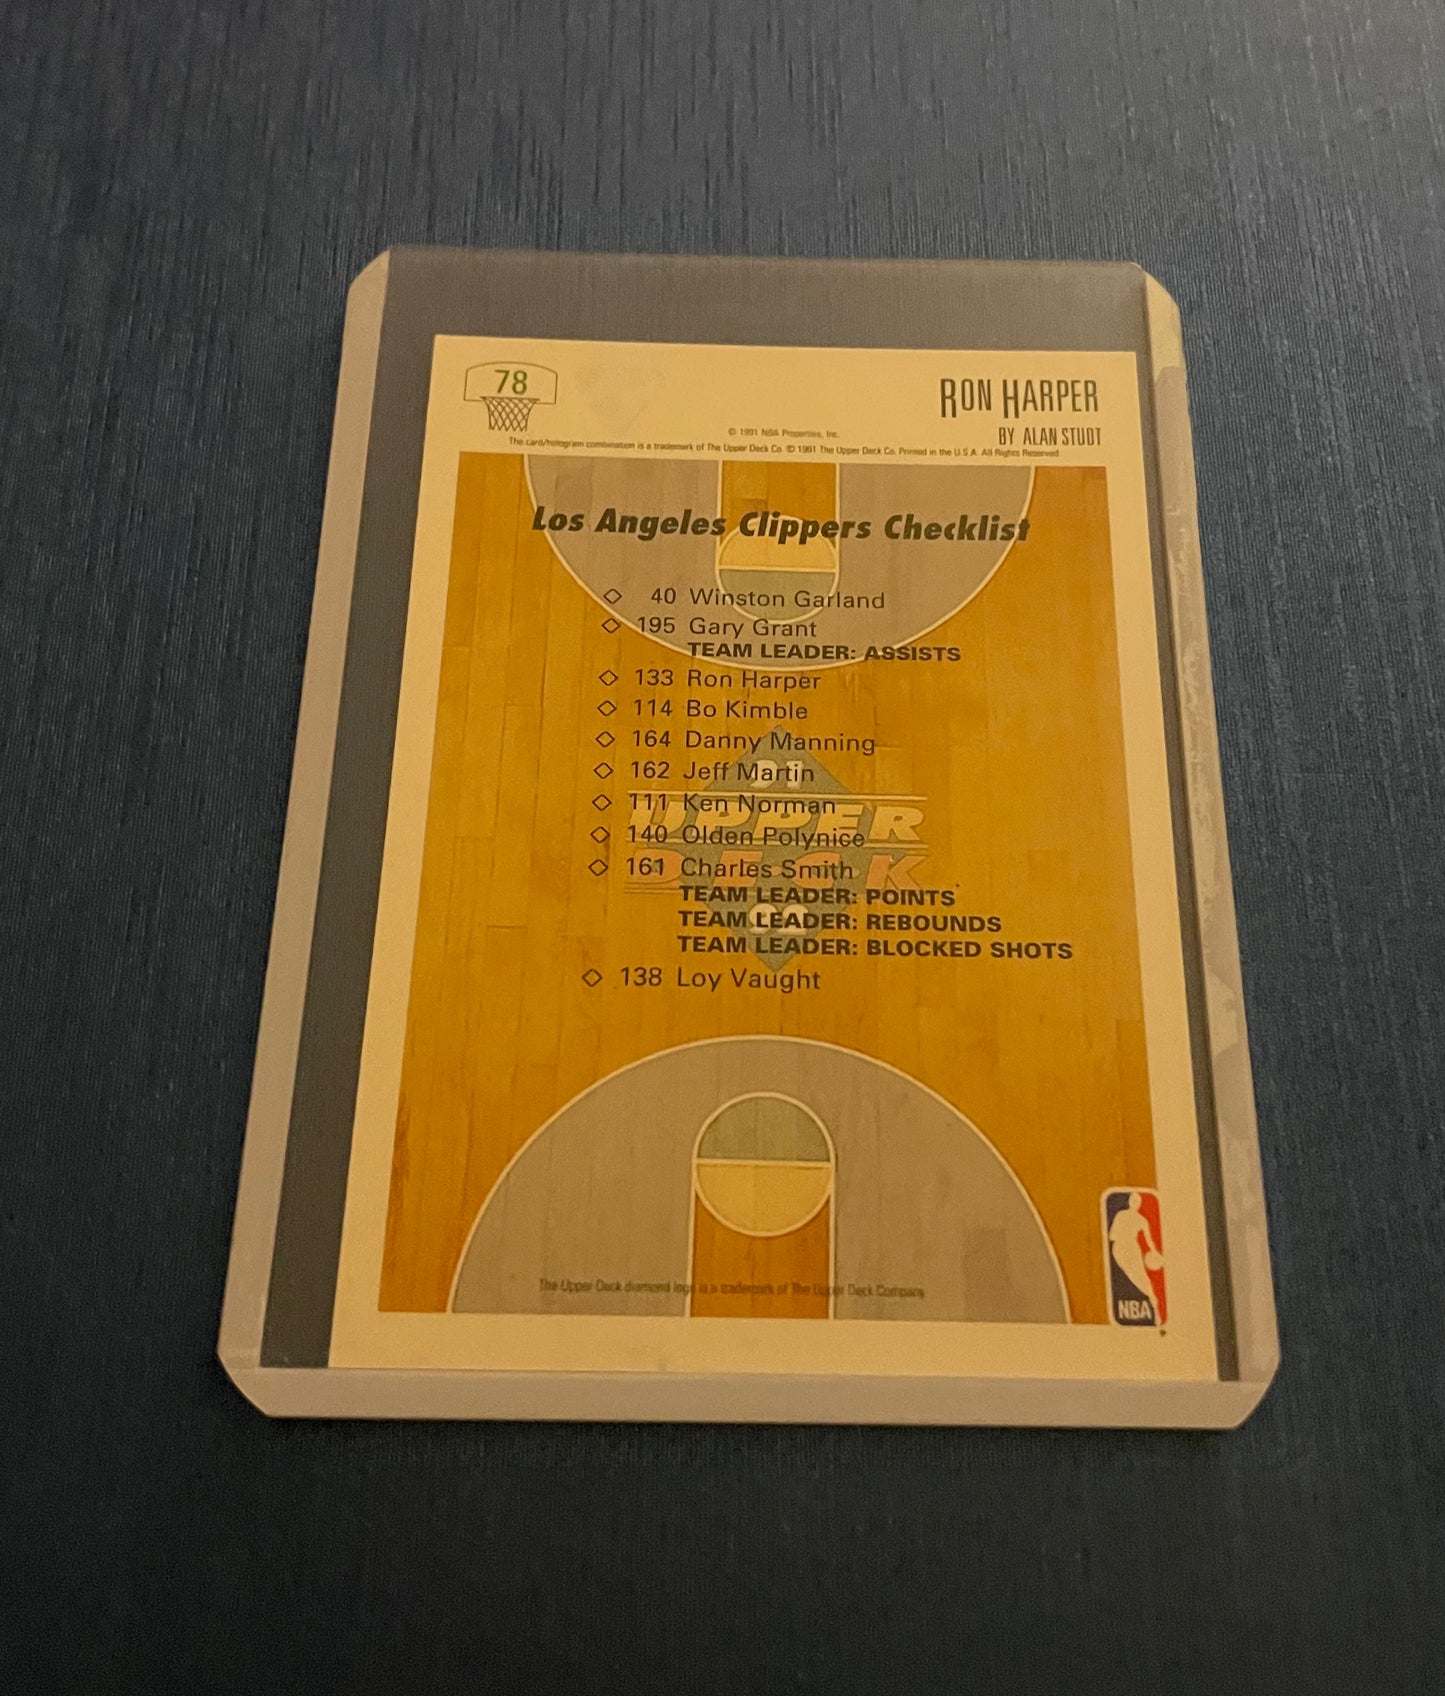 78
RON HARPER
BY ALAN STUDT
© 1991 NBA Properties, Inc.
The card/hologram combination is a trademark of The Upper Deck Co. © 1991 The Upper Deck Co. Printed in the U.S.A. All Rights Reserved.
Los Angeles Clippers Checklist
40 Winston Garland
195 Gary Grant
TEAM LEADER: ASSISTS
133 Ron Harper
114 Bo Kimble
164 Danny Manning
91
162 Jeff Martin
111 Ken Norman
UPPER
140 Olden Polynice
161 Charles Smith
DECK
TEAM LEADER: POINTS
TEAM LEADER: REBOUNDS
92
TEAM LEADER: BLOCKED SHOTS
138 Loy Vaught
The Upper Deck diamond logo is a trademark of The Upper Deck Company
NBA